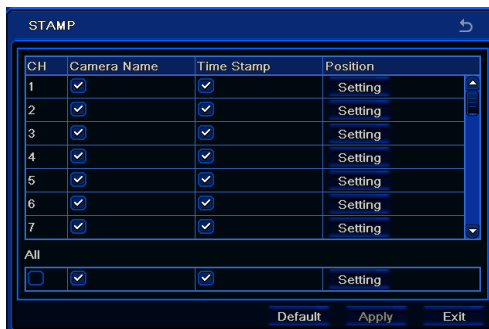 STAMP
CH Camera Name Time Stamp Position
1 Setting
2 Setting
3 Setting
4 Setting
5 Setting
6 Setting
7 Setting
All
Setting
Default Apply Exit